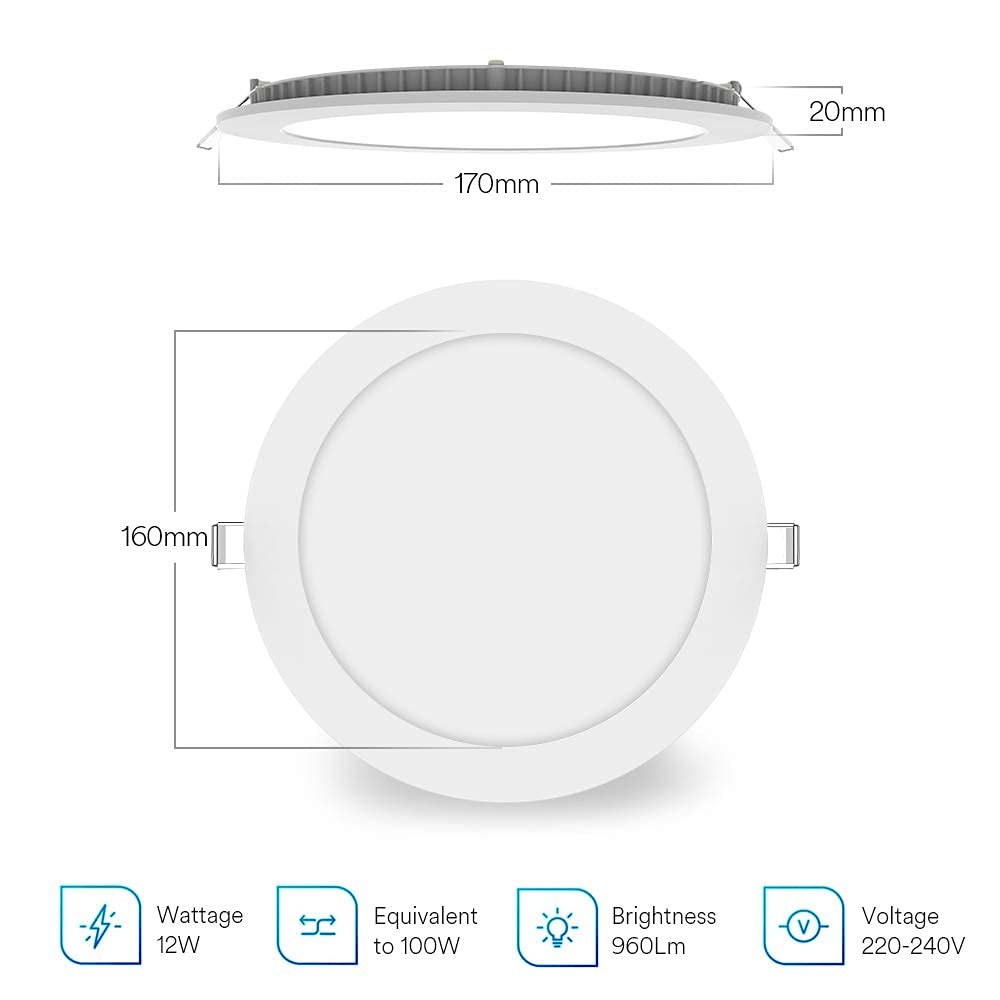 20mm
170mm
160mm
Wattage
12W
Equivalent
to 100W
Brightness
960Lm
V
Voltage
220-240V